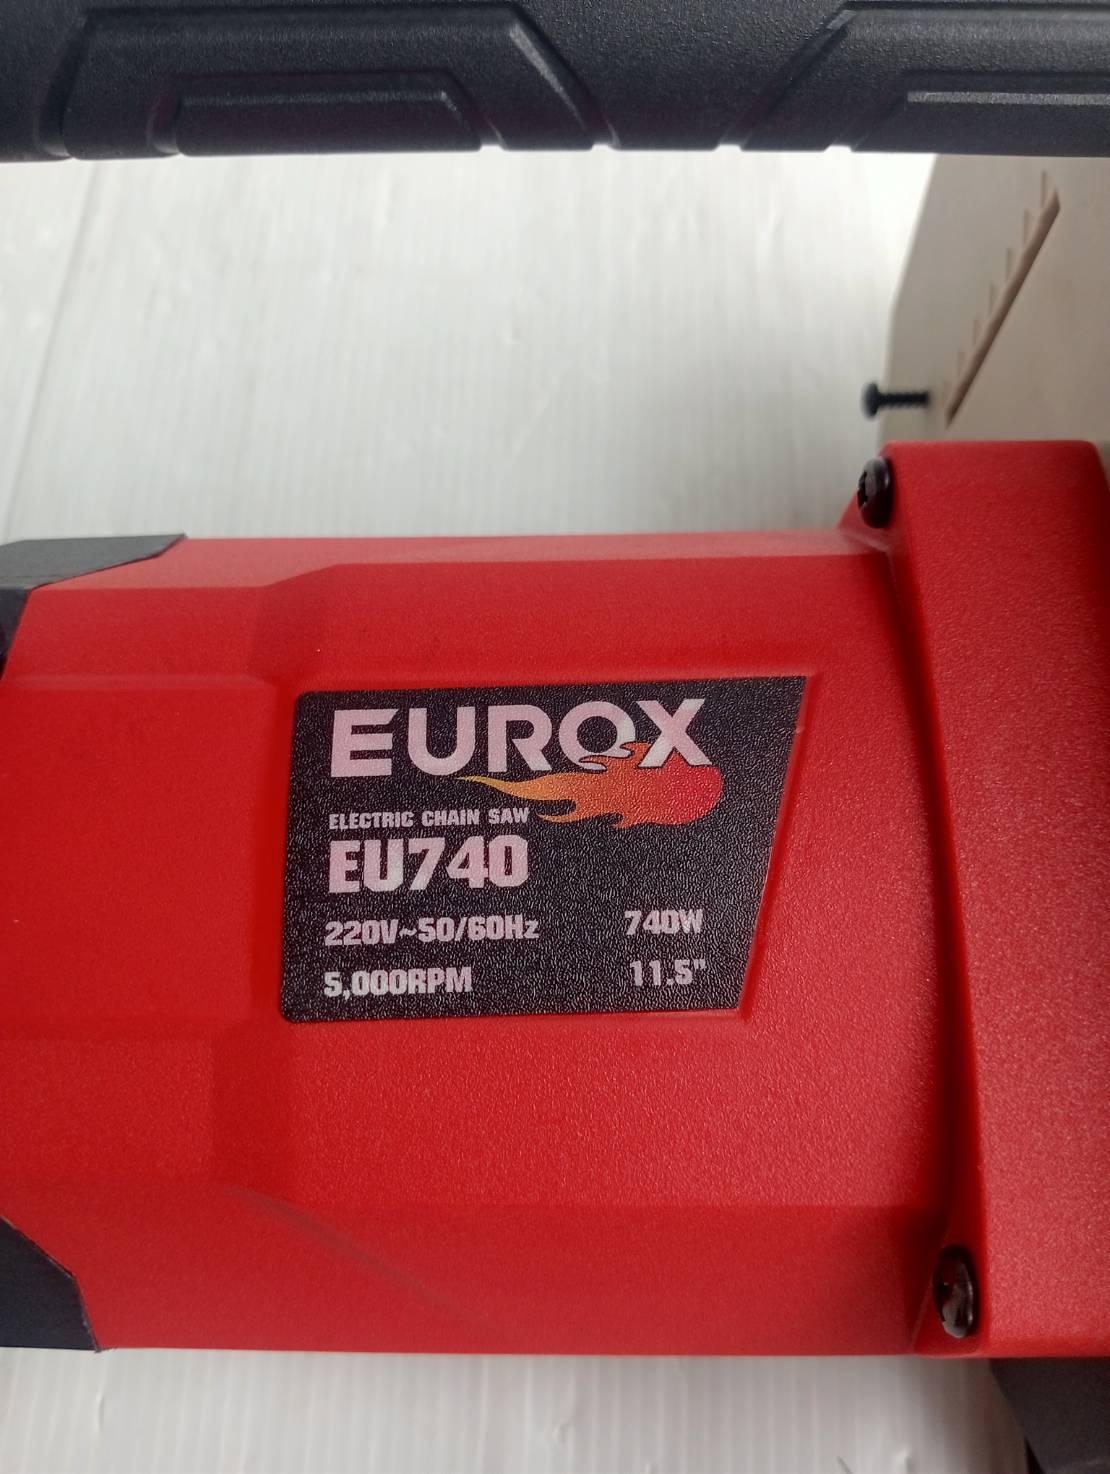 EUROX
ELECTRIC CHAIN SAW
EU740
220V~50/60Hz 740W
5,000RPM 11.5"